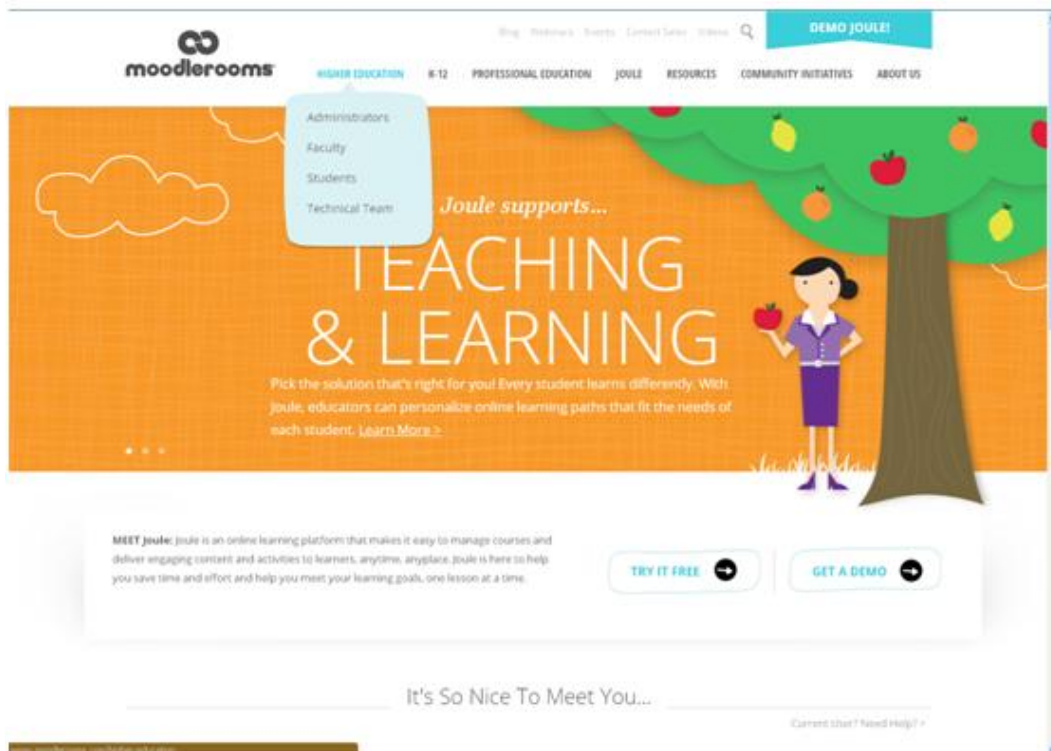 Blog Webinars Events Contact Sales Videos
DEMO JOULE!
moodlerooms
HIGHER EDUCATION K-12 PROFESSIONAL EDUCATION JOULE RESOURCES COMMUNITY INITIATIVES ABOUT US
Administrators
Faculty
Students
Technical Team
Joule supports...
TEACHING
& LEARNING
Pick the solution that's right for you! Every student learns differently. With
Joule, educators can personalize online learning paths that fit the needs of
each student. Learn More >
MEET Joule: Joule is an online learning platform that makes it easy to manage courses and
deliver engaging content and activities to learners, anytime, anyplace. Joule is here to help
you save time and effort and help you meet your learning goals, one lesson at a time.
TRY IT FREE
GET A DEMO
It's So Nice To Meet You...
Current User? Need Help? >